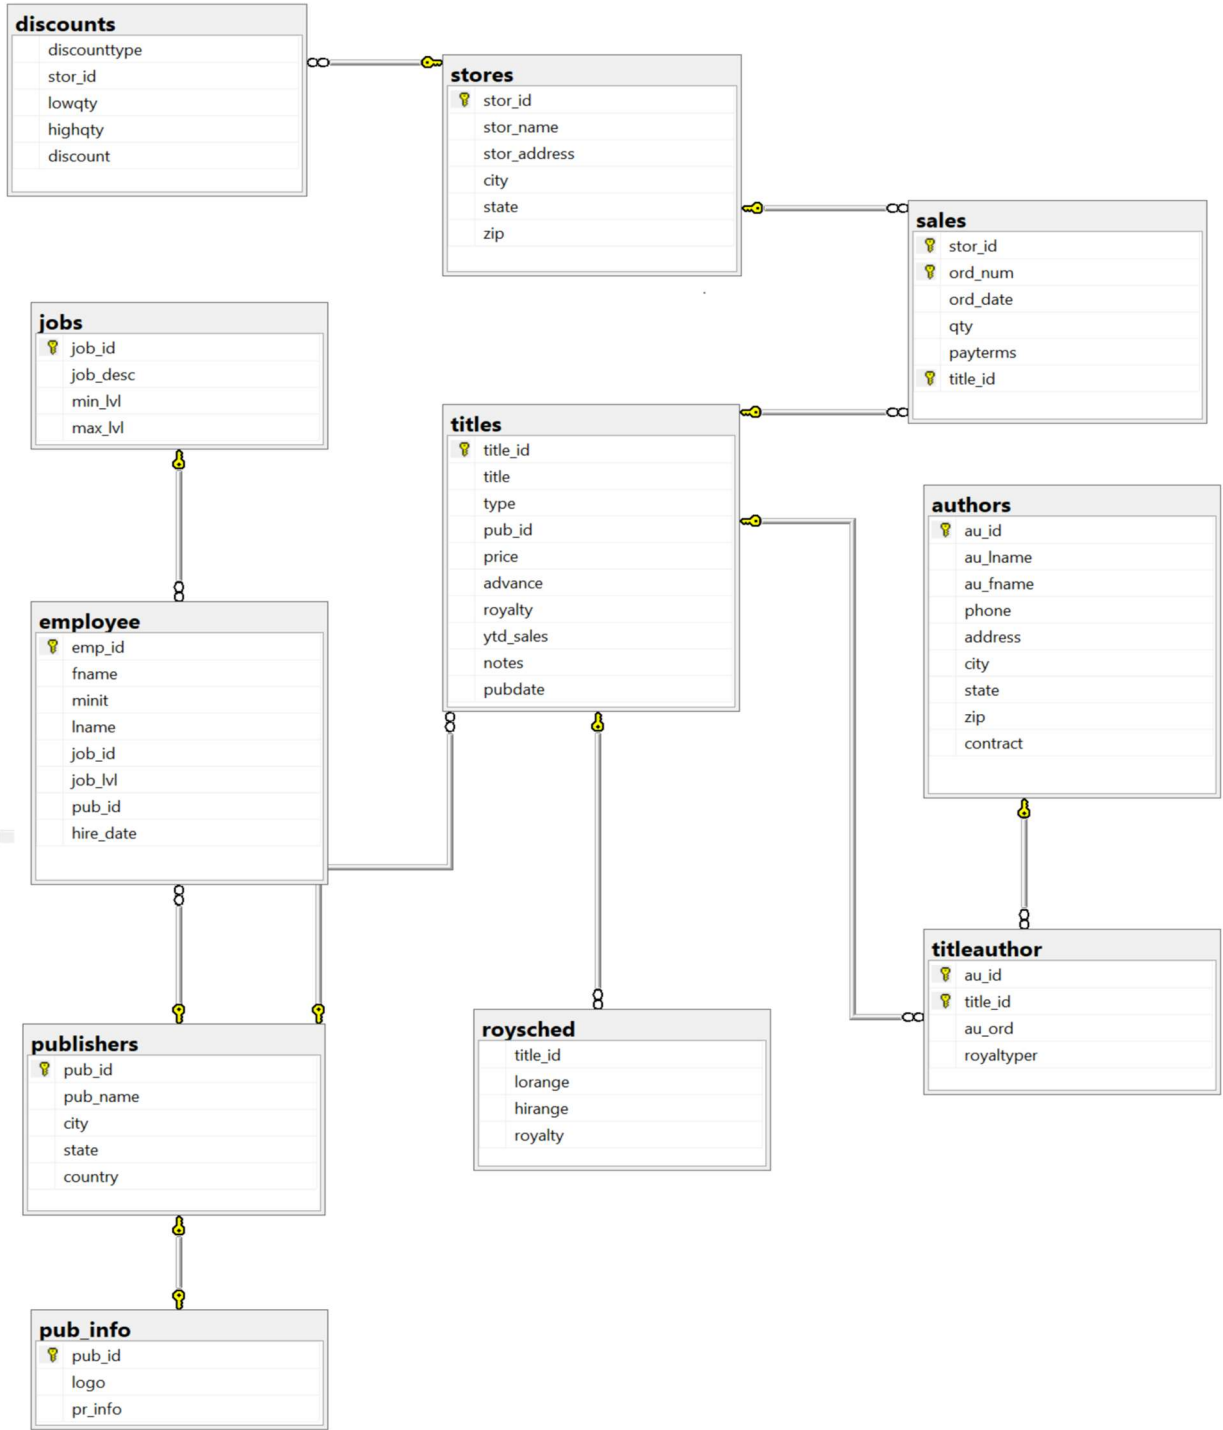 discounts
discounttype
stor_id
lowqty
highqty
discount
stores
stor_id
stor_name
stor_address
city
state
zip
sales
stor_id
ord_num
ord_date
qty
payterms
title_id
jobs
job_id
job_desc
min_lvl
max_lvl
titles
title_id
title
type
pub_id
price
advance
royalty
ytd_sales
notes
pubdate
authors
au_id
au_lname
au_fname
phone
address
city
state
zip
contract
employee
emp_id
fname
minit
lname
job_id
job_lvl
pub_id
hire_date
titleauthor
au_id
title_id
au_ord
royaltyper
publishers
pub_id
pub_name
city
state
country
roysched
title_id
lorange
hirange
royalty
pub_info
pub_id
logo
pr_info